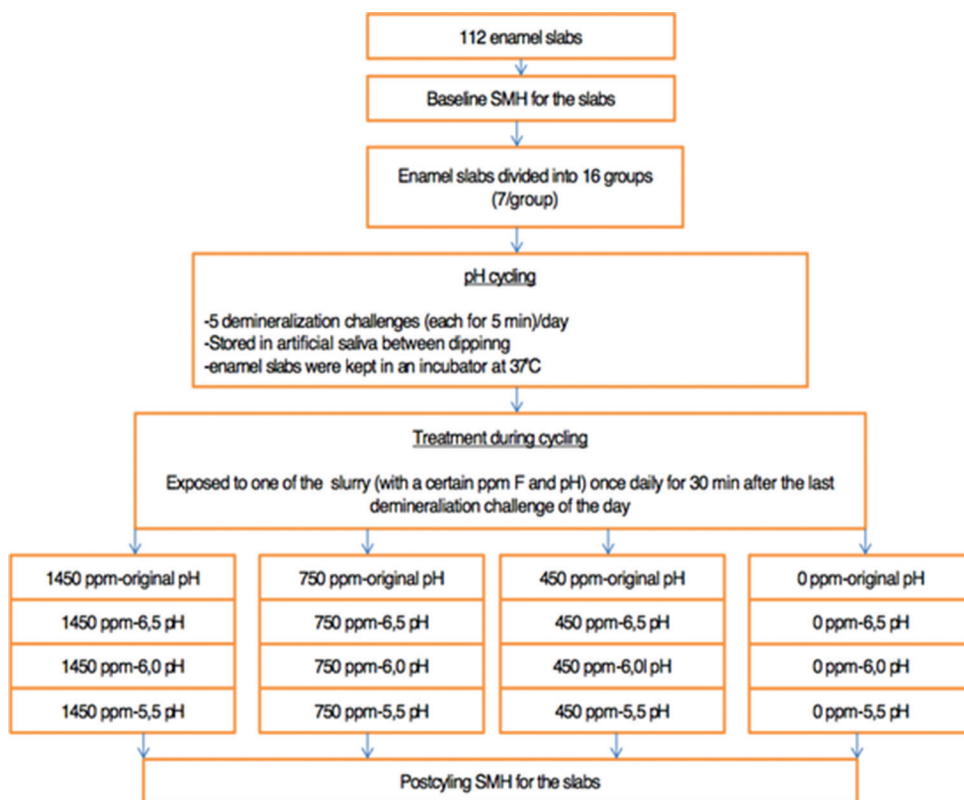 112 enamel slabs
Baseline SMH for the slabs
Enamel slabs divided into 16 groups
(7/group)
pH cycling
-5 demineralization challenges (each for 5 min)/day
-Stored in artificial saliva between dippinng
-enamel slabs were kept in an incubator at 37°C
Treatment during cycling
Exposed to one of the slurry (with a certain ppm F and pH) once daily for 30 min after the last
demineraliation challenge of the day
1450 ppm-original pH
750 ppm-original pH
450 ppm-original pH
0 ppm-original pH
1450 ppm-6,5 pH
750 ppm-6,5 pH
450 ppm-6,5 pH
0 ppm-6,5 pH
1450 ppm-6,0 pH
750 ppm-6,0 pH
450 ppm-6,0l pH
0 ppm-6,0 pH
1450 ppm-5,5 pH
750 ppm-5,5 pH
450 ppm-5,5 pH
0 ppm-5,5 pH
Postcyling SMH for the slabs